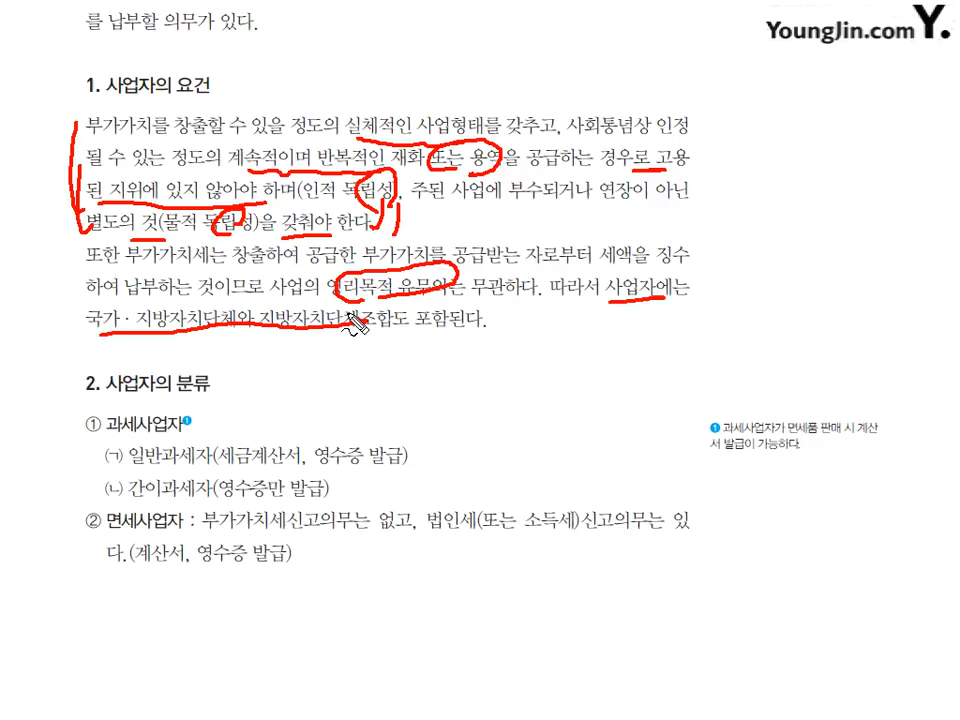 를 납부할 의무가 있다.
YoungJin.com Y.
1. 사업자의 요건
부가가치를 창출할 수 있을 정도의 실체적인 사업형태를 갖추고, 사회통념상 인정
될 수 있는 정도의 계속적이며 반복적인 재화 또는 용역을 공급하는 경우로 고용
된 지위에 있지 않아야 하며(인적 독립성), 주된 사업에 부수되거나 연장이 아닌
별도의 것(물적 독립성)을 갖춰야 한다.
또한 부가가치세는 창출하여 공급한 부가가치를 공급받는 자로부터 세액을 징수
하여 납부하는 것이므로 사업의 영리목적 유무와는 무관하다. 따라서 사업자에는
국가·지방자치단체와 지방자치단체조합도 포함된다.
2. 사업자의 분류
① 과세사업자❶
㈀ 일반과세자(세금계산서, 영수증 발급)
㈁ 간이과세자(영수증만 발급)
② 면세사업자 : 부가가치세신고의무는 없고, 법인세(또는 소득세)신고의무는 있
다.(계산서, 영수증 발급)
❶ 과세사업자가 면세품 판매 시 계산
서 발급이 가능하다.